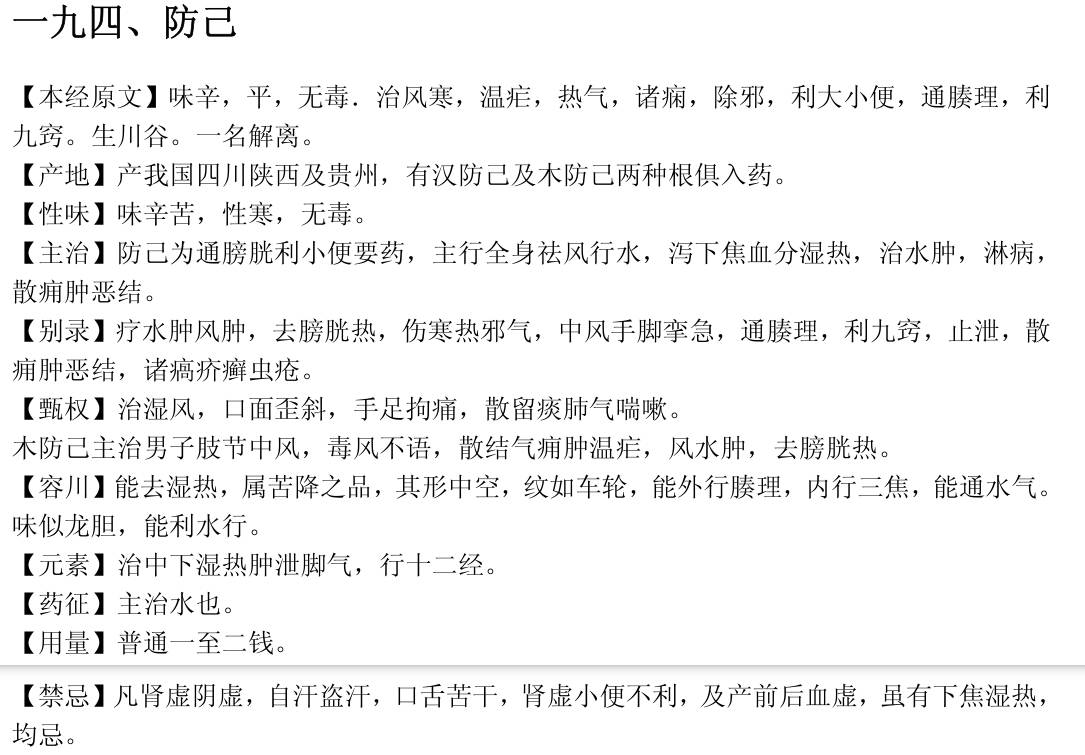 一九四、防己
【本经原文】味辛，平，无毒．治风寒，温疟，热气，诸痫，除邪，利大小便，通腠理，利
九窍。生川谷。一名解离。
【产地】产我国四川陕西及贵州，有汉防己及木防己两种根俱入药。
【性味】味辛苦，性寒，无毒。
【主治】防己为通膀胱利小便要药，主行全身祛风行水，泻下焦血分湿热，治水肿，淋病，
散痈肿恶结。
【别录】疗水肿风肿，去膀胱热，伤寒热邪气，中风手脚挛急，通腠理，利九窍，止泄，散
痈肿恶结，诸瘑疥癣虫疮。
【甄权】治湿风，口面歪斜，手足拘痛，散留痰肺气喘嗽。
木防己主治男子肢节中风，毒风不语，散结气痈肿温疟，风水肿，去膀胱热。
【容川】能去湿热，属苦降之品，其形中空，纹如车轮，能外行腠理，内行三焦，能通水气。
味似龙胆，能利水行。
【元素】治中下湿热肿泄脚气，行十二经。
【药征】主治水也。
【用量】普通一至二钱。
【禁忌】凡肾虚阴虚，自汗盗汗，口舌苦干，肾虚小便不利，及产前后血虚，虽有下焦湿热，
均忌。